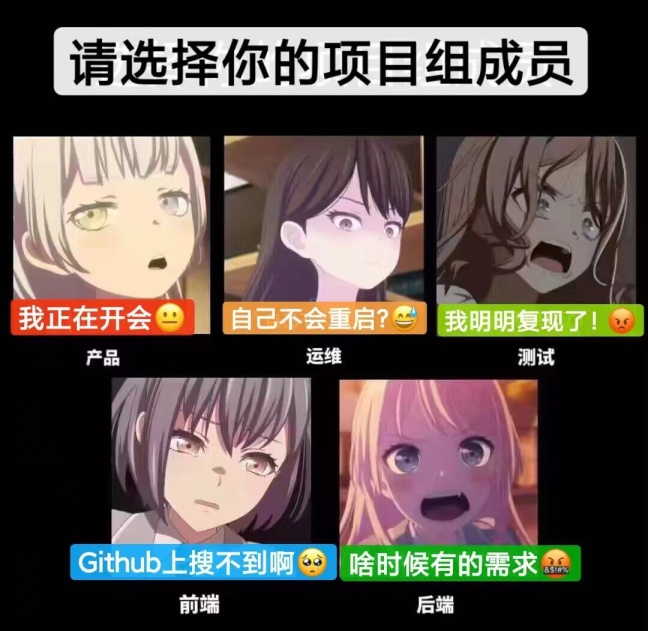 请选择你的项目组成员
我正在开会😐
自己不会重启?😅
我明明复现了！😡
产品
运维
测试
Github上搜不到啊🥺
啥时候有的需求🤬
前端
后端